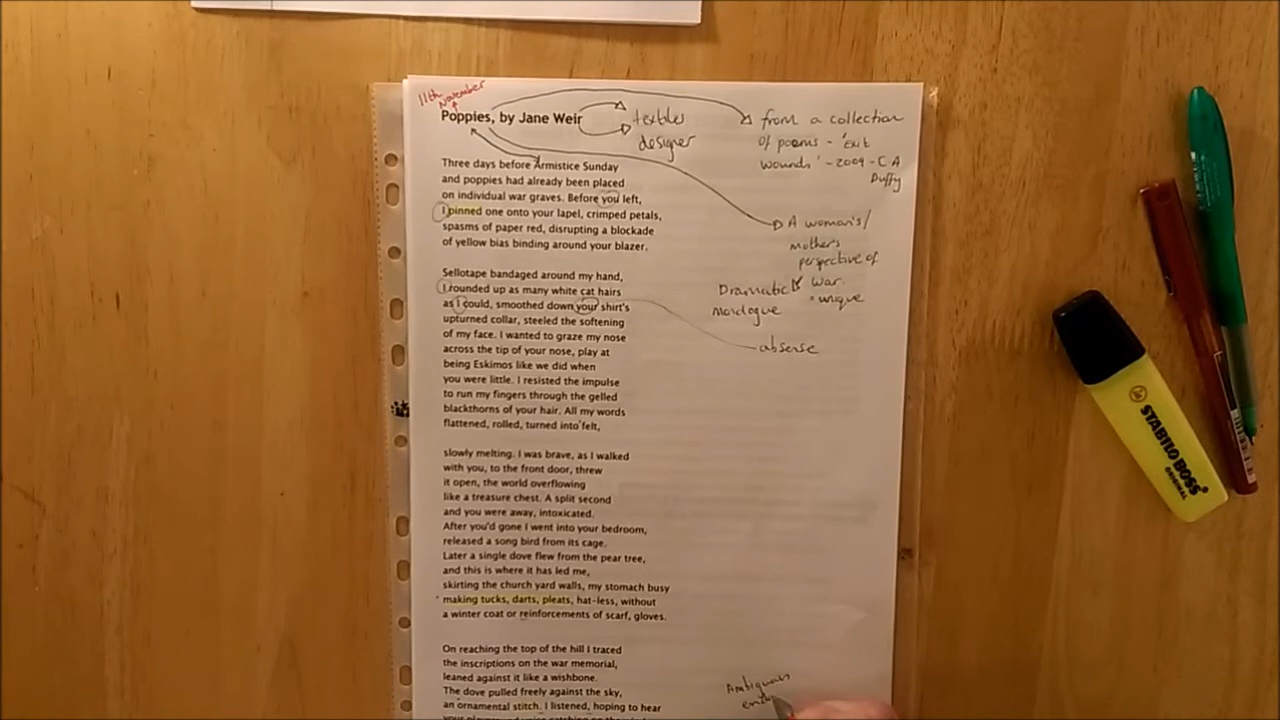 11th November
Poppies, by Jane Weir
textiles
designer
from a collection
of poems - 'Exit
wounds' - 2009 - C.A
Duffy
Three days before Armistice Sunday
and poppies had already been placed
on individual war graves. Before you left,
I pinned one onto your lapel, crimped petals,
spasms of paper red, disrupting a blockade
of yellow bias binding around your blazer.
A woman's/
mother's
perspective of
war.
= unique
Dramatic
monologue
Sellotape bandaged around my hand,
I rounded up as many white cat hairs
as I could, smoothed down your shirt's
upturned collar, steeled the softening
of my face. I wanted to graze my nose
across the tip of your nose, play at
being Eskimos like we did when
you were little. I resisted the impulse
to run my fingers through the gelled
blackthorns of your hair. All my words
flattened, rolled, turned into felt,
absense
slowly melting. I was brave, as I walked
with you, to the front door, threw
it open, the world overflowing
like a treasure chest. A split second
and you were away, intoxicated.
After you'd gone I went into your bedroom,
released a song bird from its cage.
Later a single dove flew from the pear tree,
and this is where it has led me,
skirting the church yard walls, my stomach busy
making tucks, darts, pleats, hat-less, without
a winter coat or reinforcements of scarf, gloves.
On reaching the top of the hill I traced
the inscriptions on the war memorial,
leaned against it like a wishbone.
The dove pulled freely against the sky,
an ornamental stitch. I listened, hoping to hear
your playground voice catching on the
Ambiguous
STABILO BOSS
ORIGINAL